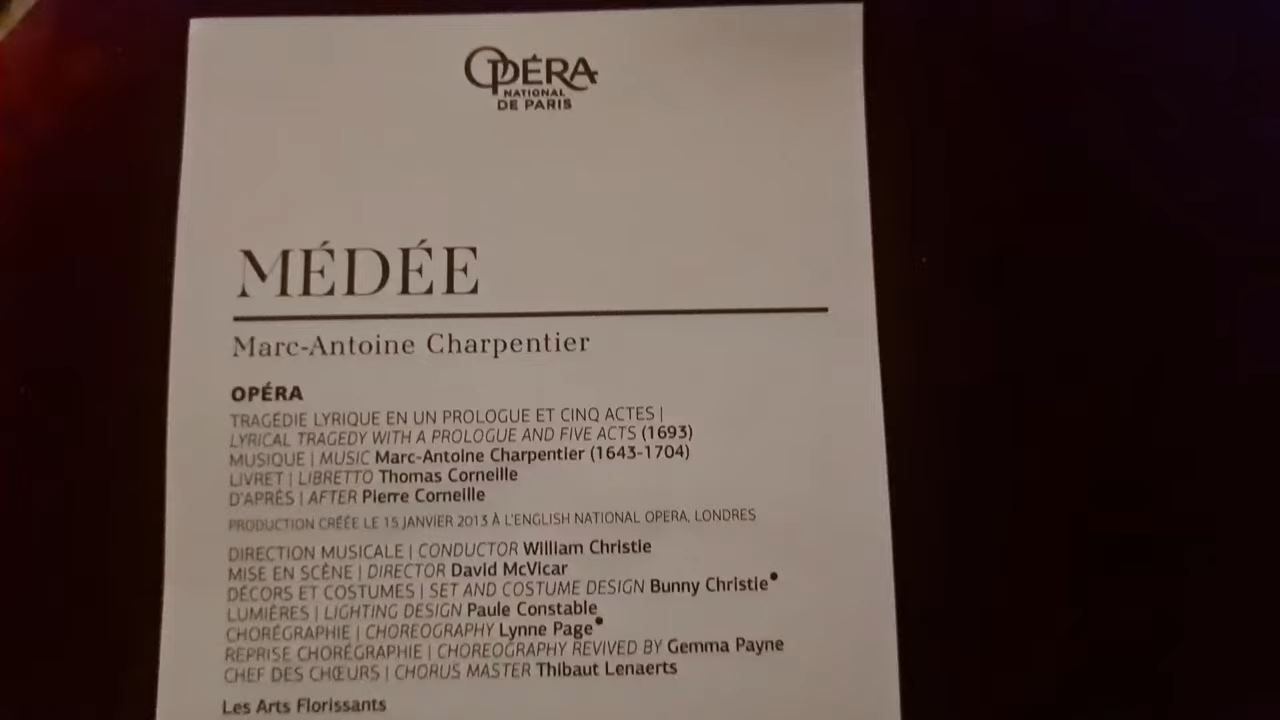 OPÉRA
NATIONAL
DE PARIS
MÉDÉE
Marc-Antoine Charpentier
OPÉRA
TRAGÉDIE LYRIQUE EN UN PROLOGUE ET CINQ ACTES |
LYRICAL TRAGEDY WITH A PROLOGUE AND FIVE ACTS (1693)
MUSIQUE | MUSIC Marc-Antoine Charpentier (1643-1704)
LIVRET | LIBRETTO Thomas Corneille
D'APRÈS | AFTER Pierre Corneille
PRODUCTION CRÉÉE LE 15 JANVIER 2013 À L'ENGLISH NATIONAL OPERA, LONDRES
DIRECTION MUSICALE | CONDUCTOR William Christie
MISE EN SCÈNE | DIRECTOR David McVicar
DÉCORS ET COSTUMES | SET AND COSTUME DESIGN Bunny Christie•
LUMIÈRES | LIGHTING DESIGN Paule Constable
CHORÉGRAPHIE | CHOREOGRAPHY Lynne Page•
REPRISE CHORÉGRAPHIE | CHOREOGRAPHY REVIVED BY Gemma Payne
CHEF DES CHŒURS | CHORUS MASTER Thibaut Lenaerts
Les Arts Florissants